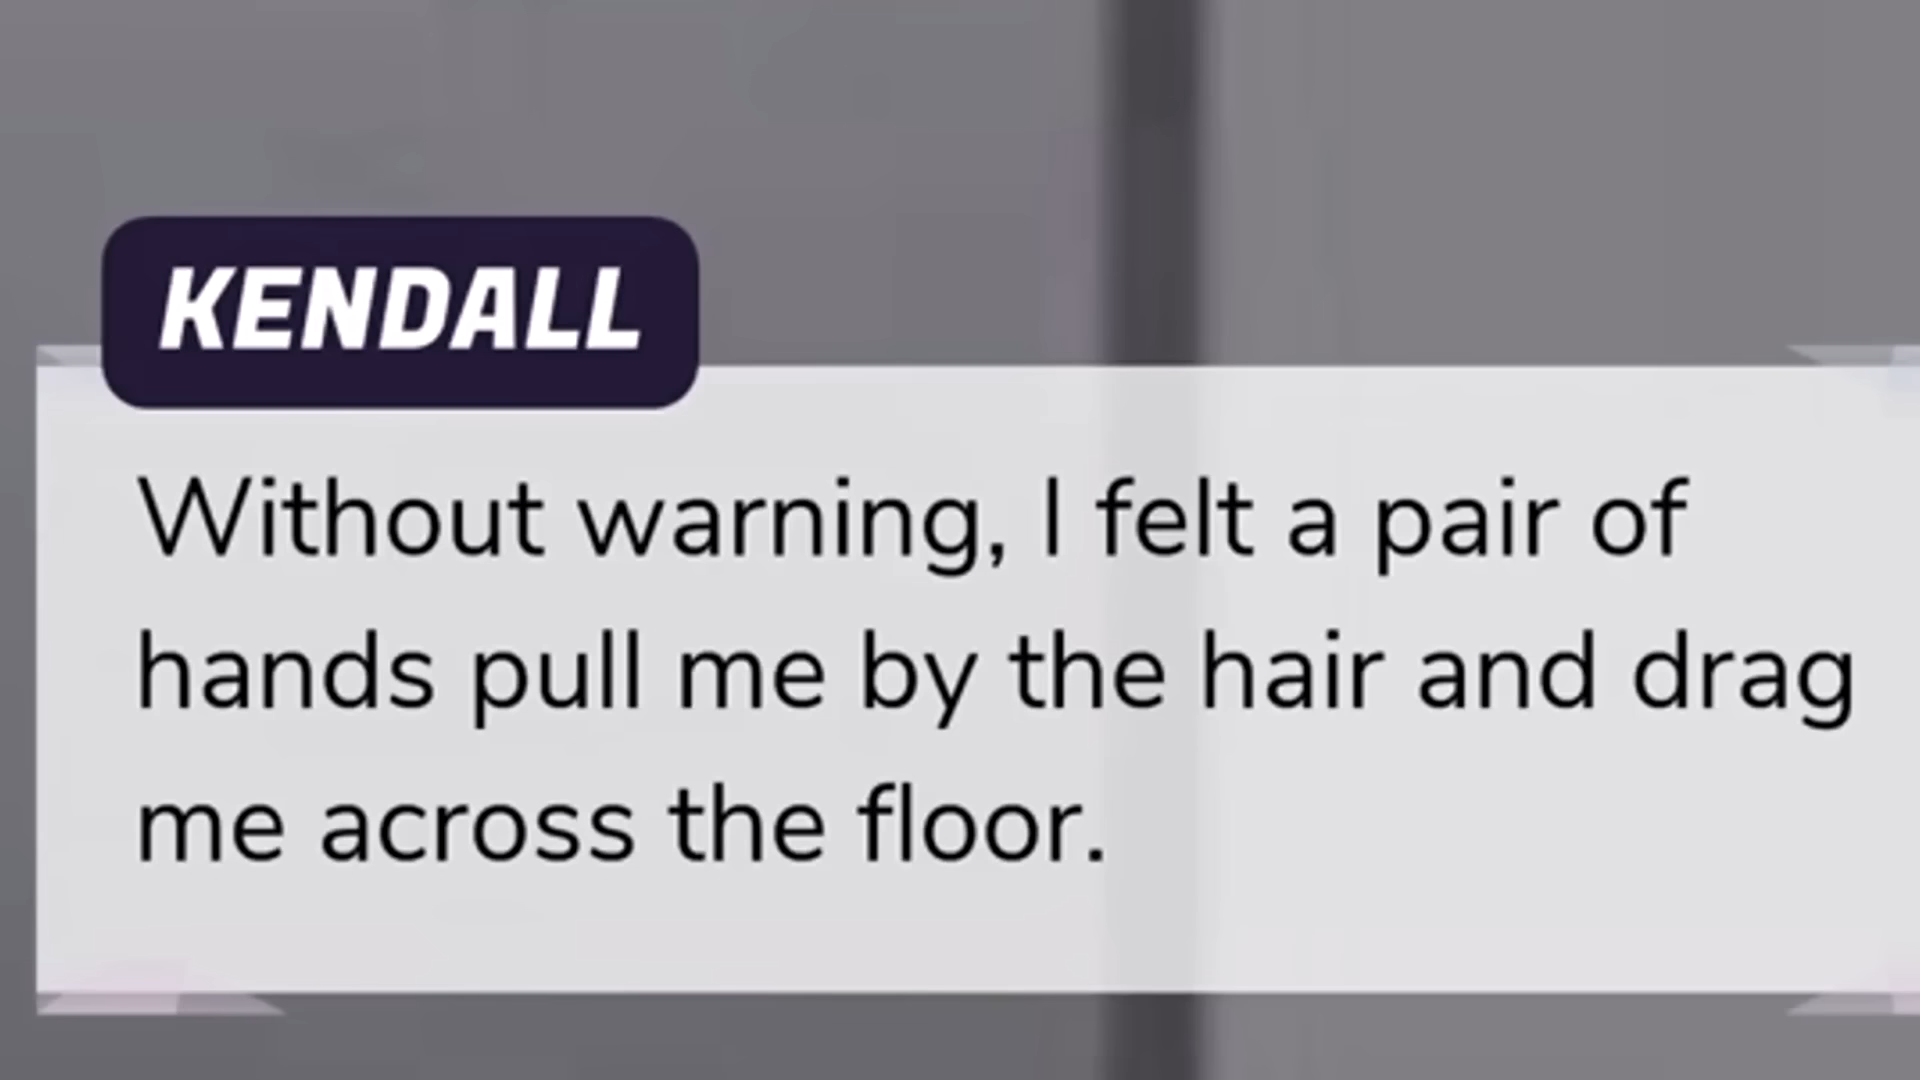 KENDALL
Without warning, I felt a pair of
hands pull me by the hair and drag
me across the floor.